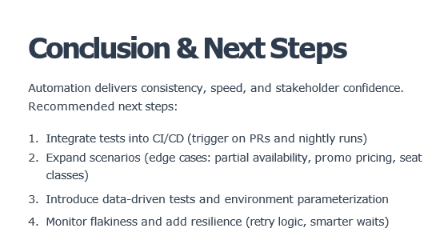 Conclusion & Next Steps
Automation delivers consistency, speed, and stakeholder confidence.
Recommended next steps:
1. Integrate tests into CI/CD (trigger on PRs and nightly runs)
2. Expand scenarios (edge cases: partial availability, promo pricing, seat
classes)
3. Introduce data-driven tests and environment parameterization
4. Monitor flakiness and add resilience (retry logic, smarter waits)